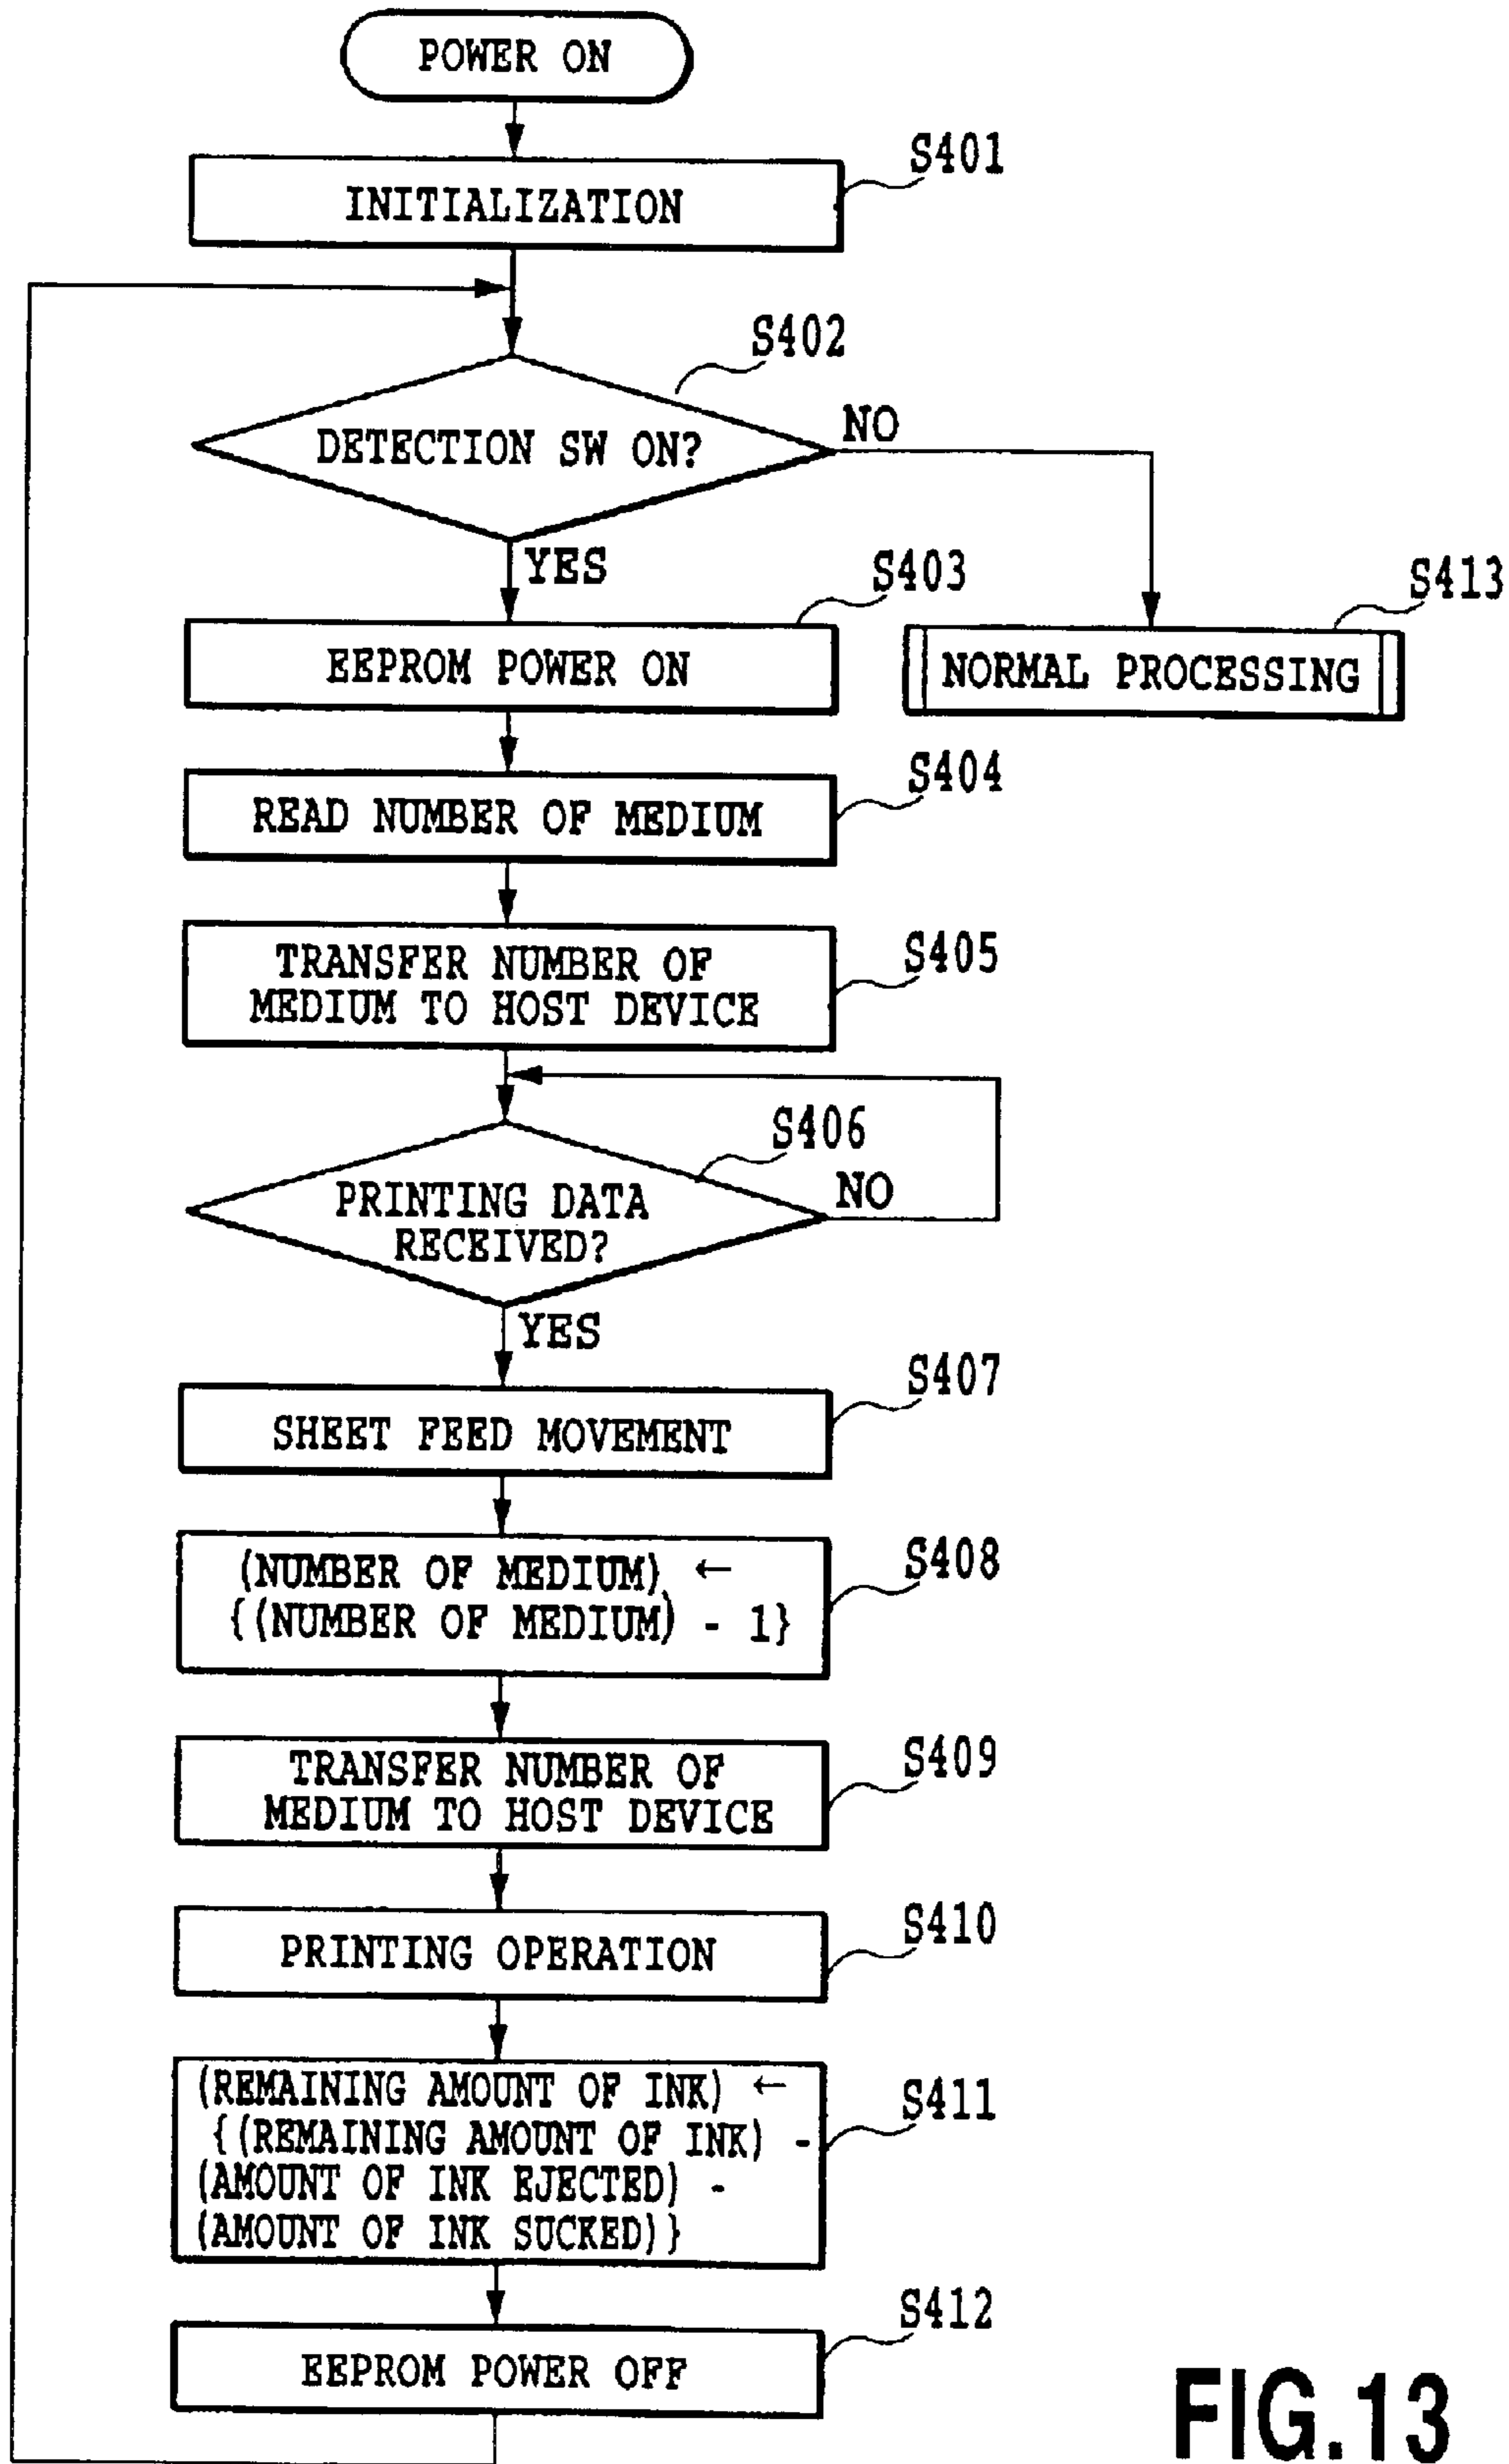 POWER ON
S401
INITIALIZATION
S402
DETECTION SW ON?
NO
YES
S403
S413
EEPROM POWER ON
NORMAL PROCESSING
S404
READ NUMBER OF MEDIUM
S405
TRANSFER NUMBER OF
MEDIUM TO HOST DEVICE
S406
PRINTING DATA
RECEIVED?
NO
YES
S407
SHEET FEED MOVEMENT
S408
(NUMBER OF MEDIUM) ←
{(NUMBER OF MEDIUM) - 1}
S409
TRANSFER NUMBER OF
MEDIUM TO HOST DEVICE
S410
PRINTING OPERATION
S411
(REMAINING AMOUNT OF INK) ←
{(REMAINING AMOUNT OF INK) -
(AMOUNT OF INK EJECTED) -
(AMOUNT OF INK SUCKED)}
S412
EEPROM POWER OFF
FIG.13